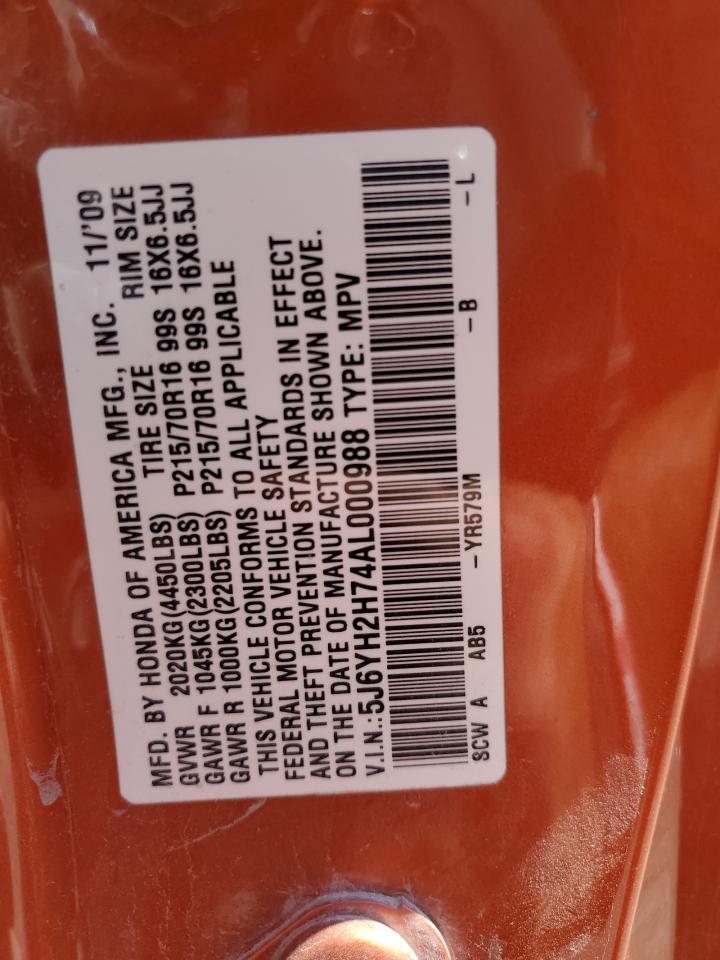 MFD. BY HONDA OF AMERICA MFG., INC. 11/'09
GVWR 2020KG(4450LBS) TIRE SIZE RIM SIZE
GAWR F 1045KG(2300LBS) P215/70R16 99S 16X6.5JJ
GAWR R 1000KG(2205LBS) P215/70R16 99S 16X6.5JJ
THIS VEHICLE CONFORMS TO ALL APPLICABLE
FEDERAL MOTOR VEHICLE SAFETY
AND THEFT PREVENTION STANDARDS IN EFFECT
ON THE DATE OF MANUFACTURE SHOWN ABOVE.
V.I.N.:5J6YH2H74AL000988 TYPE: MPV
SCW A AB5 -YR579M -B -L